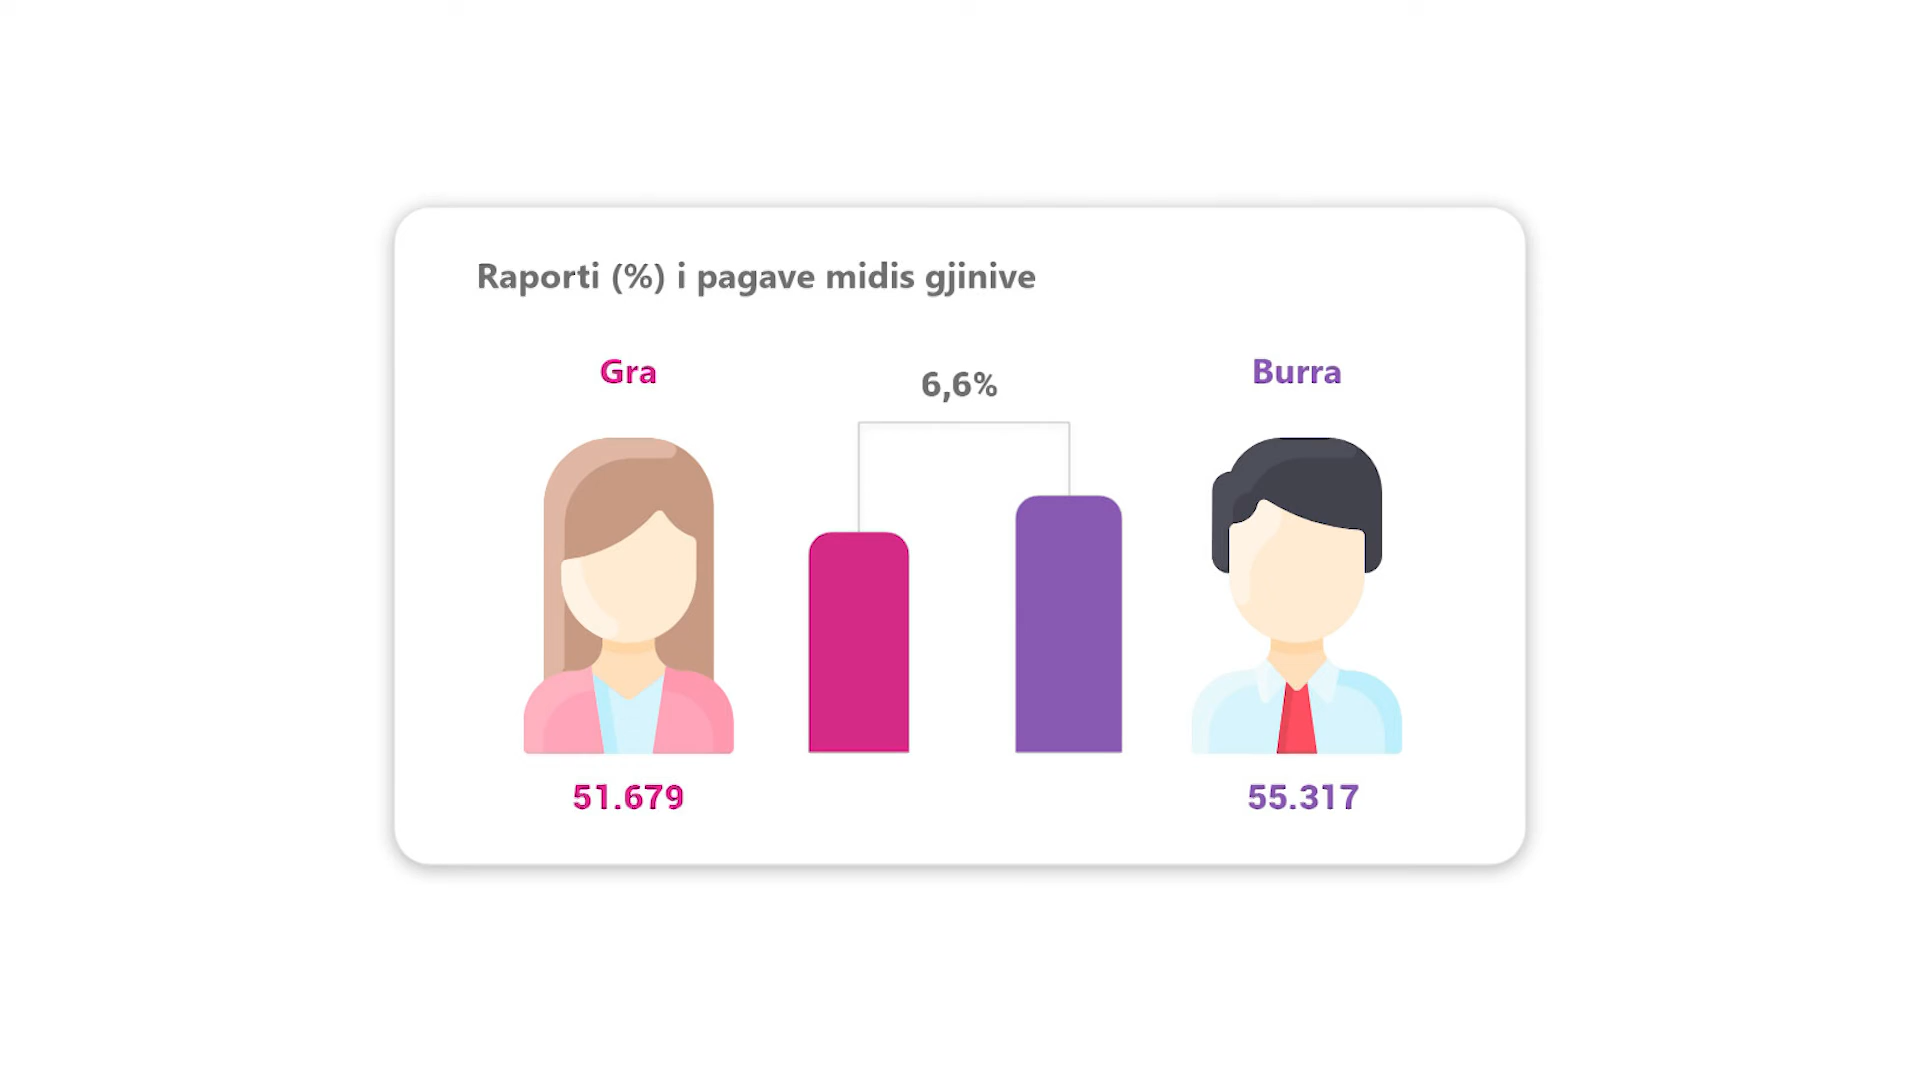 Raporti (%) i pagave midis gjinive
Gra
6,6%
Burra
51.679
55.317